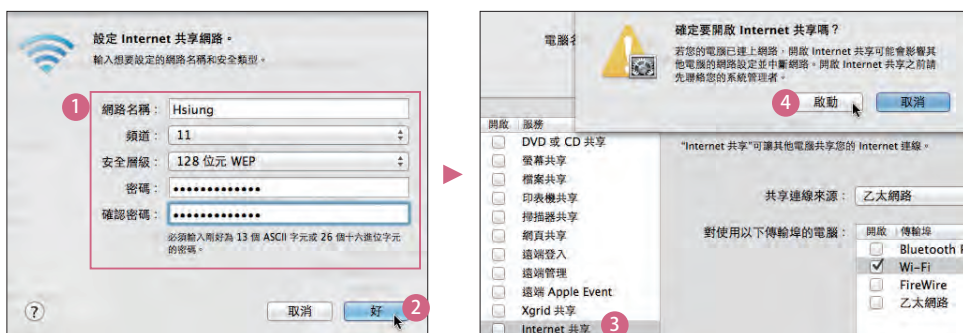 設定 Internet 共享網路。
輸入想要設定的網路名稱和安全類型。
1
網路名稱： Hsiung
頻道： 11
安全層級： 128 位元 WEP
密碼： •••••••••••••
確認密碼： •••••••••••••
必須輸入剛好為 13 個 ASCII 字元或 26 個十六進位字元
的密碼。
?
取消
好
2
電腦名
確定要開啟 Internet 共享嗎？
若您的電腦已連上網路，開啟 Internet 共享可能會影響其
他電腦的網路設定並中斷網路。開啟 Internet 共享之前請
先聯絡您的系統管理者。
4
啟動
取消
開啟 服務
DVD 或 CD 共享
螢幕共享
檔案共享
印表機共享
掃描器共享
網頁共享
遠端登入
遠端管理
遠端 Apple Event
Xgrid 共享
Internet 共享
3
"Internet 共享"可讓其他電腦共享您的 Internet 連線。
共享連線來源： 乙太網路
對使用以下傳輸埠的電腦：
開啟 傳輸埠
Bluetooth
Wi-Fi
FireWire
乙太網路